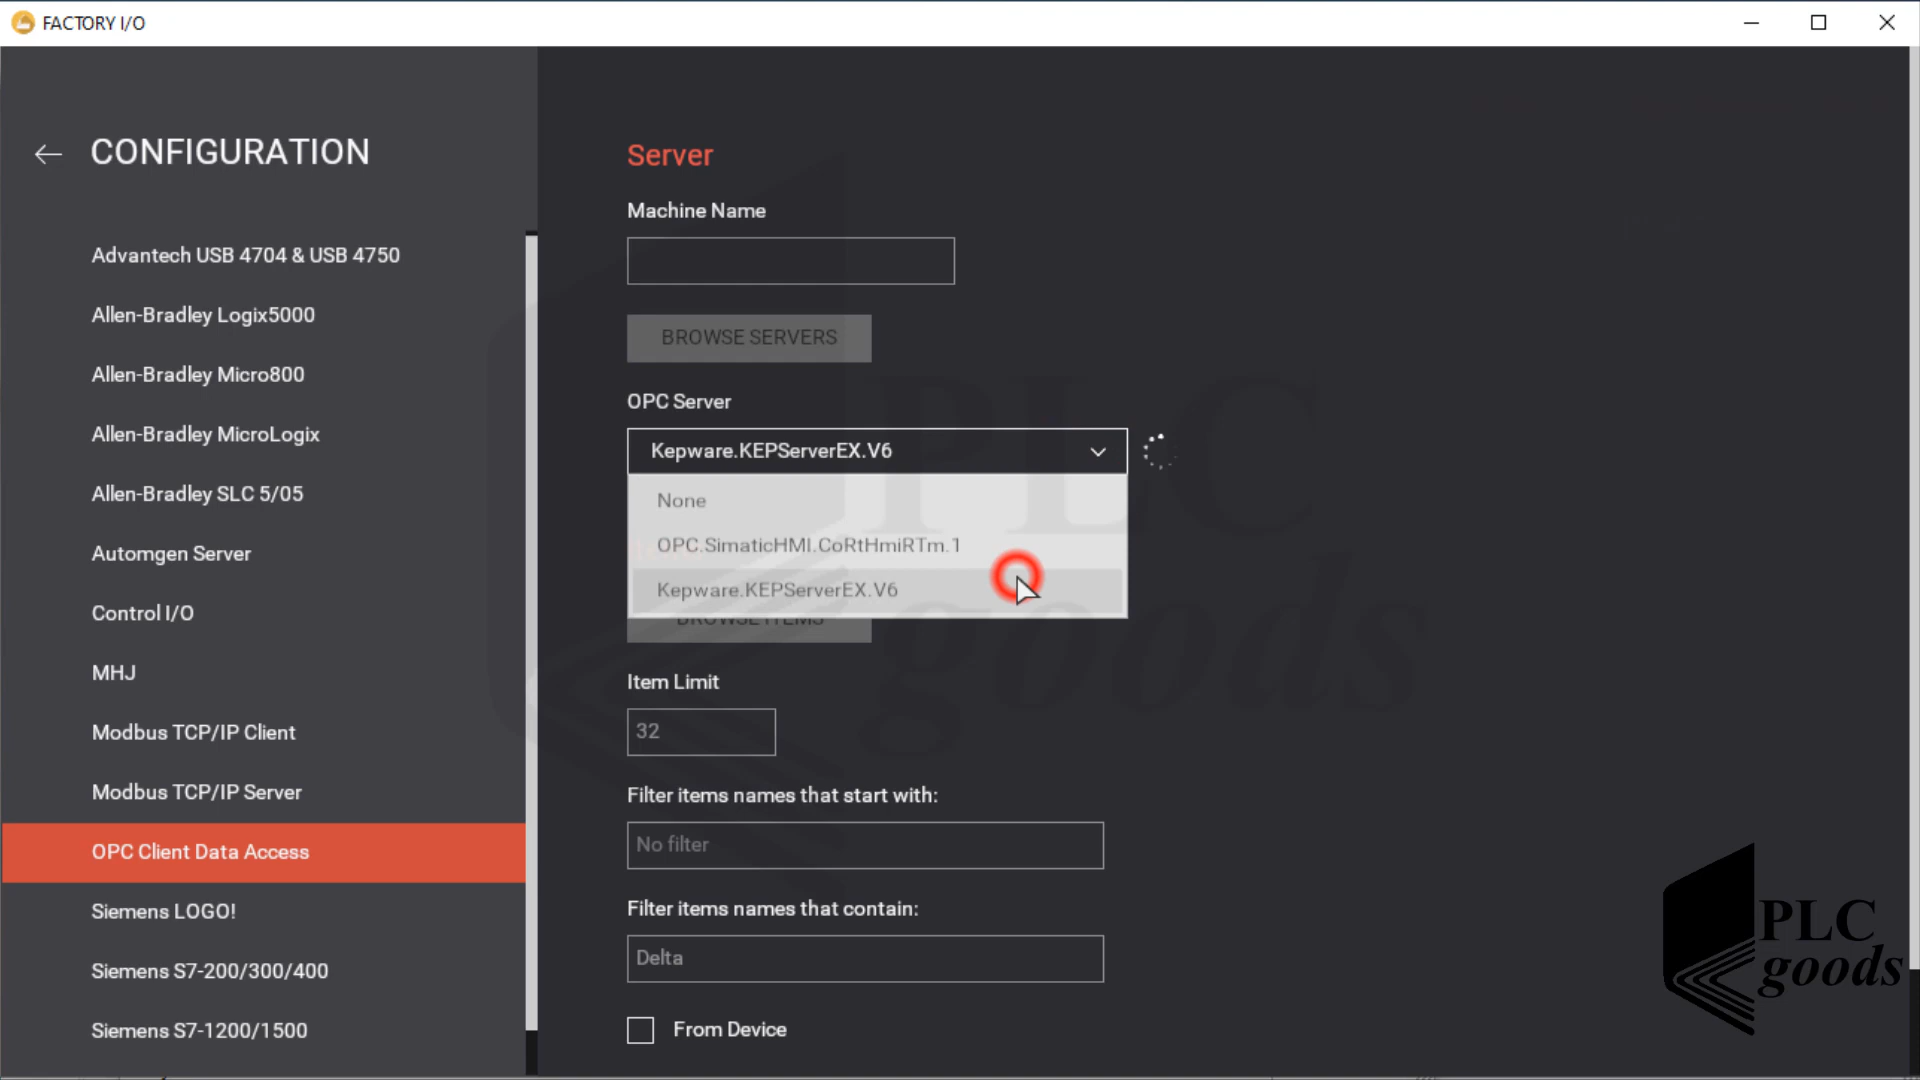 FACTORY I/O
CONFIGURATION
Advantech USB 4704 & USB 4750
Allen-Bradley Logix5000
Allen-Bradley Micro800
Allen-Bradley MicroLogix
Allen-Bradley SLC 5/05
Automgen Server
Control I/O
MHJ
Modbus TCP/IP Client
Modbus TCP/IP Server
OPC Client Data Access
Siemens LOGO!
Siemens S7-200/300/400
Siemens S7-1200/1500
Server
Machine Name
BROWSE SERVERS
OPC Server
Kepware.KEPServerEX.V6
None
OPC.SimaticHMI.CoRtHmiRTm.1
Kepware.KEPServerEX.V6
BROWSE ITEMS
Item Limit
32
Filter items names that start with:
No filter
Filter items names that contain:
Delta
From Device
PLC
goods
PLC
goods